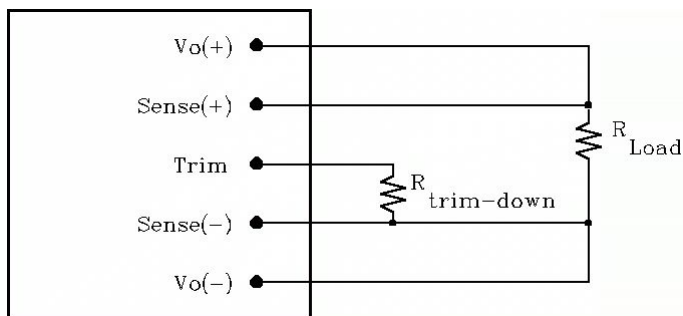 Vo(+)
Sense(+)
R
Load
Trim
R
trim-down
Sense(-)
Vo(-)